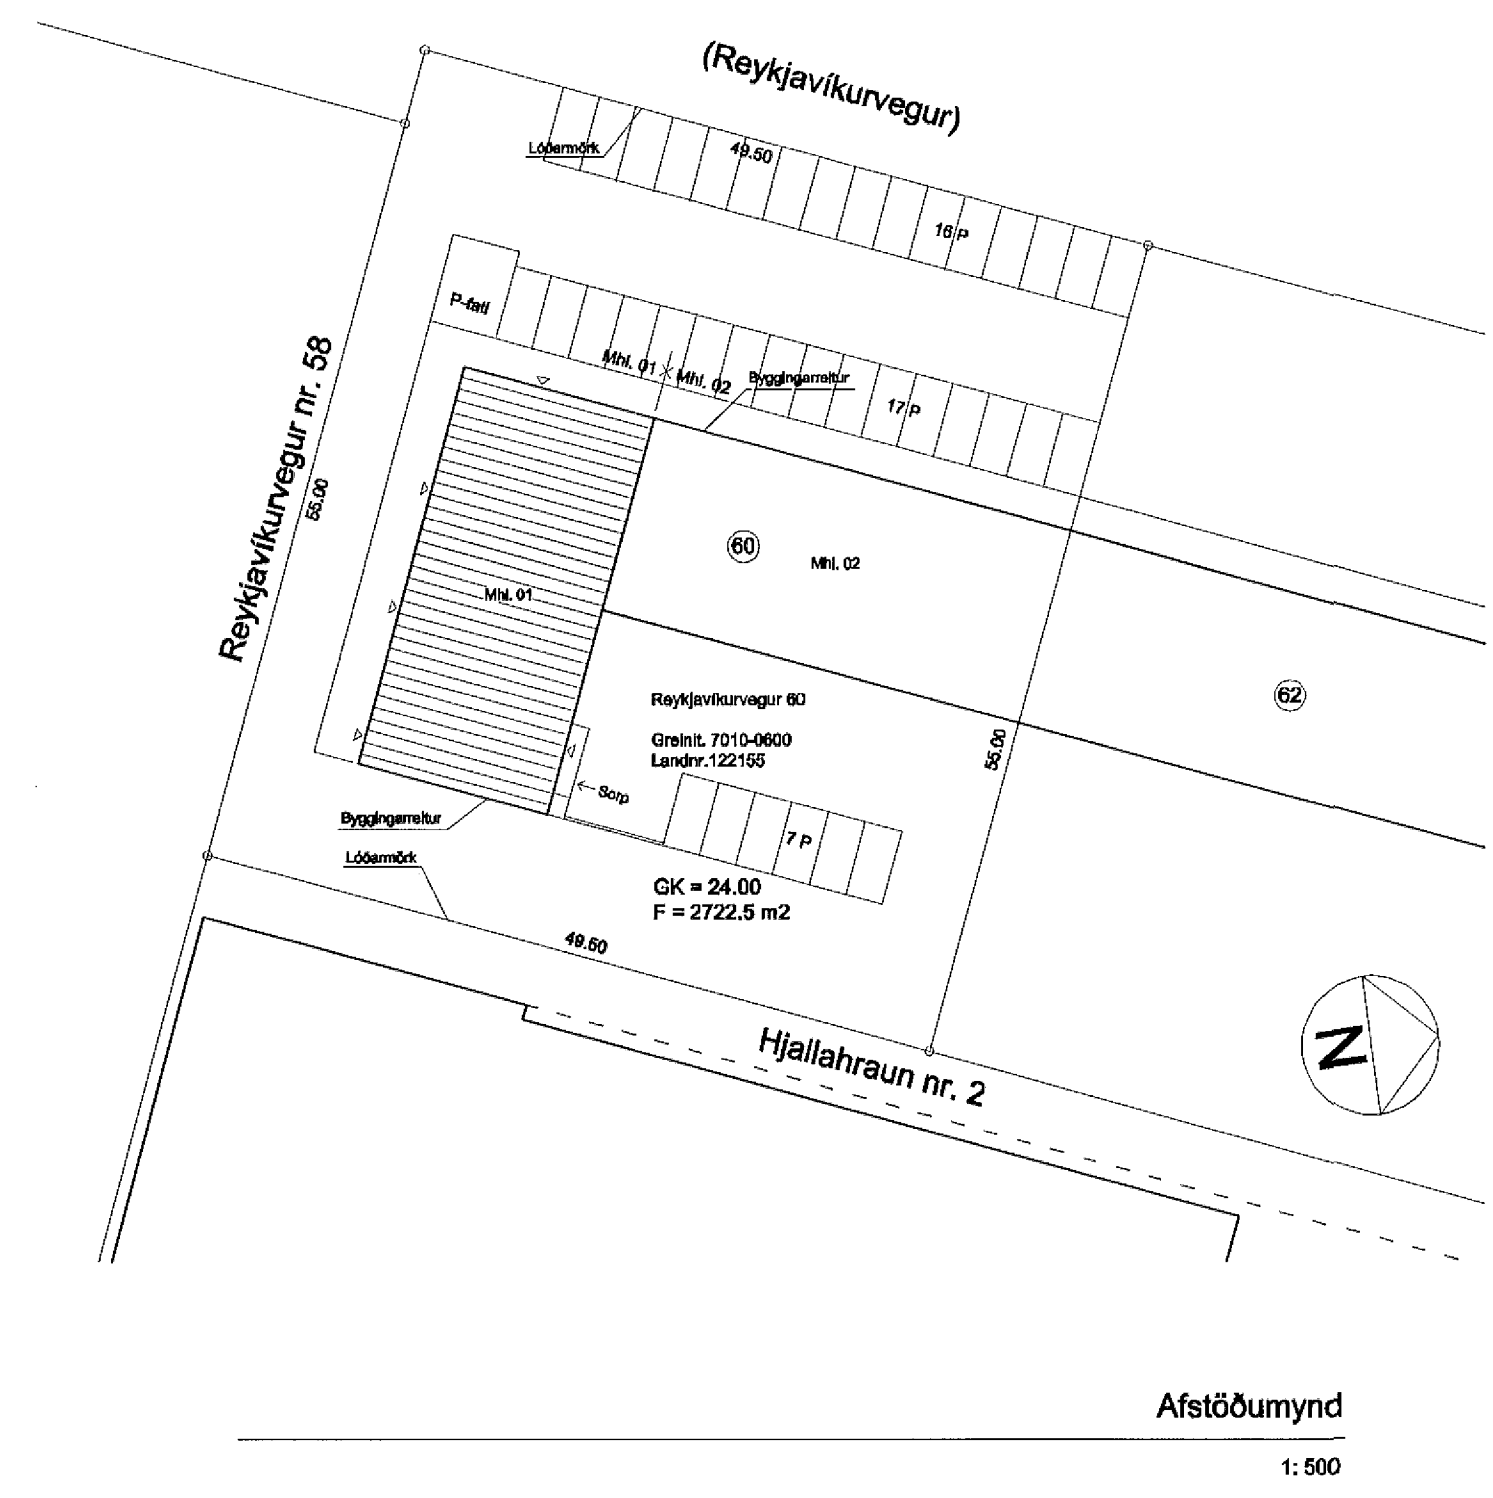 (Reykjavíkurvegur)
Lóðarmörk
49.50
16 P
P-fatl
Mhl. 01
Mhl. 02
Byggingarreitur
17 P
Reykjavíkurvegur nr. 58
55.00
60
Mhl. 02
Mhl. 01
62
Reykjavíkurvegur 60
Greinit. 7010-0600
Landnr.122155
55.00
Sorp
Byggingarreitur
7 P
Lóðarmörk
GK = 24.00
F = 2722.5 m2
49.50
Hjallahraun nr. 2
N
Afstöðumynd
1: 500